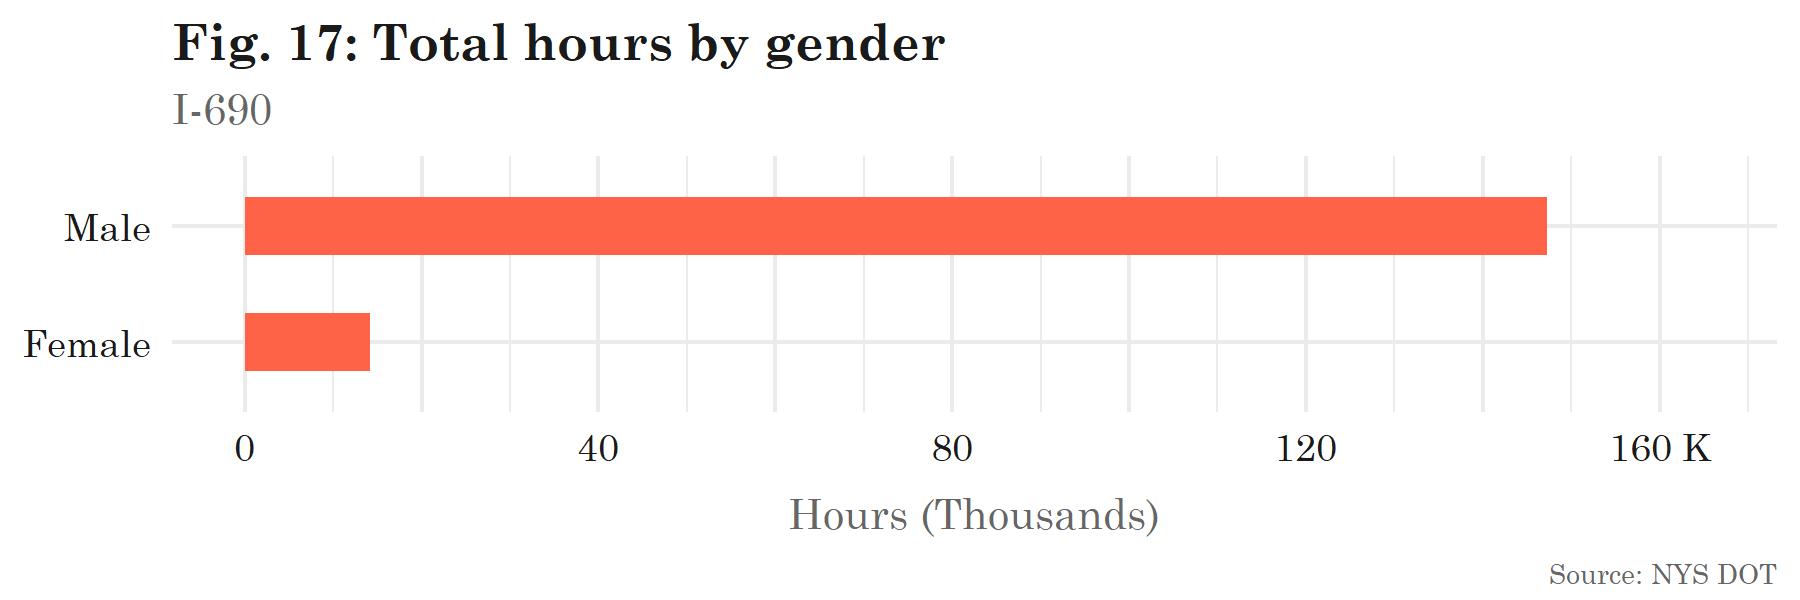 Fig. 17: Total hours by gender
I-690
Male
Female
0 40 80 120 160 K
Hours (Thousands)
Source: NYS DOT